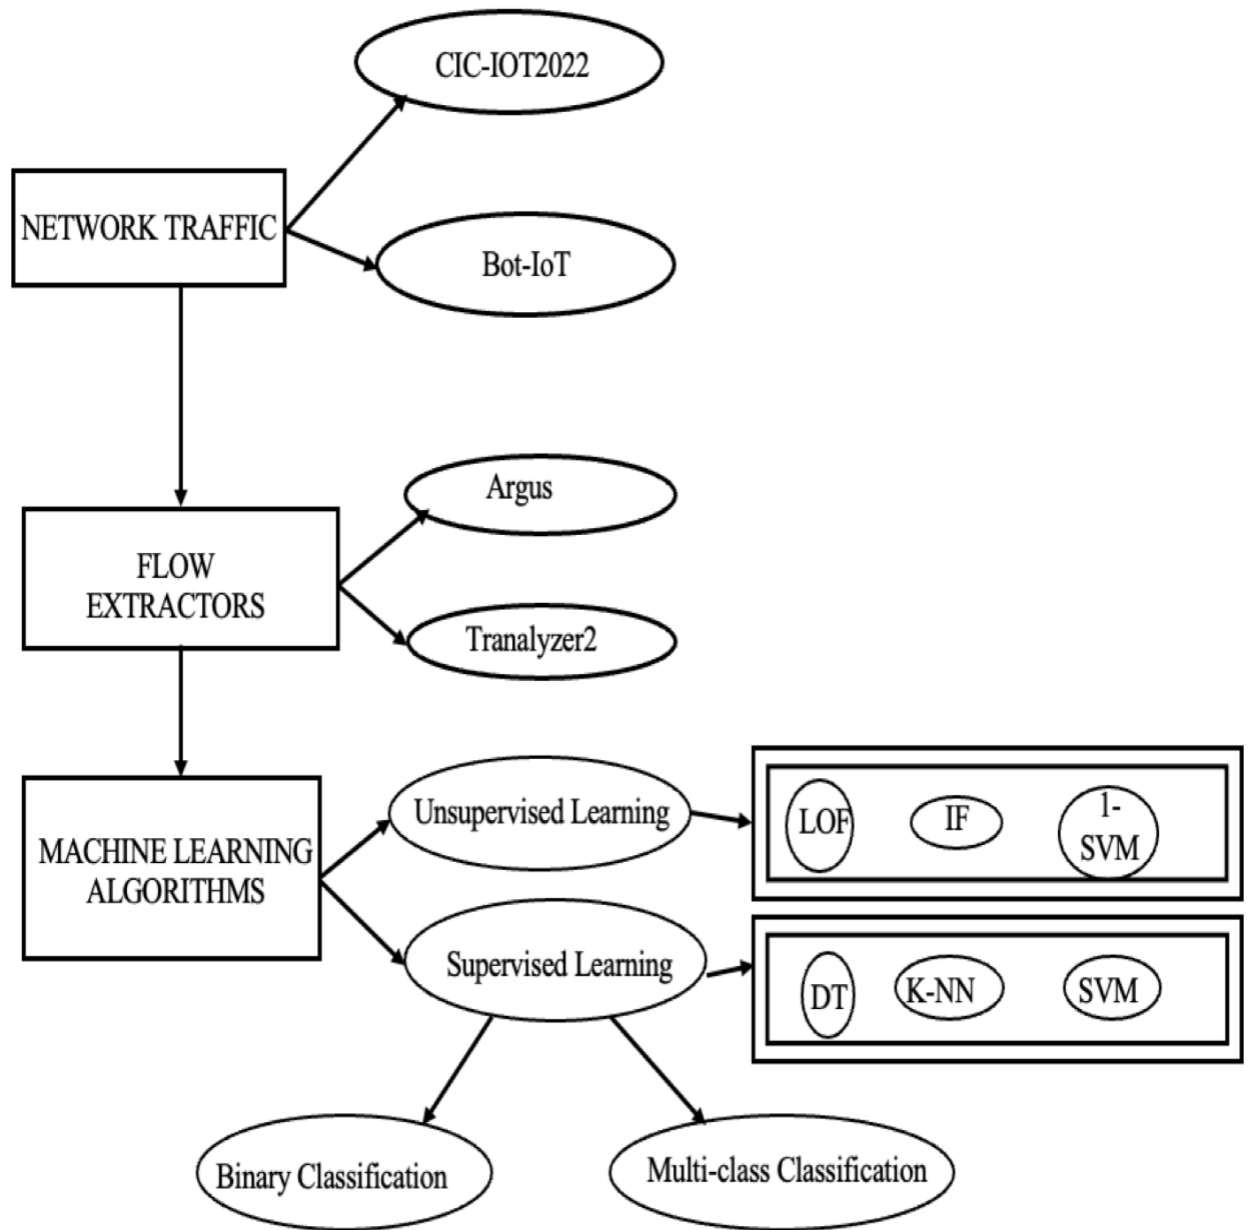 CIC-IOT2022
NETWORK TRAFFIC
Bot-IoT
Argus
FLOW
EXTRACTORS
Tranalyzer2
Unsupervised Learning
LOF
IF
1-
SVM
MACHINE LEARNING
ALGORITHMS
Supervised Learning
DT
K-NN
SVM
Binary Classification
Multi-class Classification